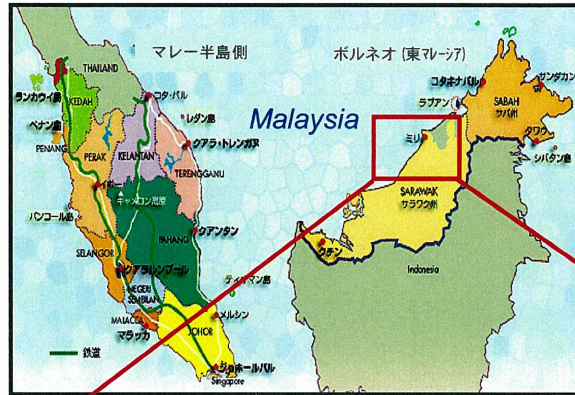 マレー半島側
ボルネオ（東マレーシア）
Malaysia
THAILAND
ランカウイ島
KEDAH
コタ・バル
ペナン島
PENANG
PERAK
KELANTAN
レダン島
クアラ・トレンガヌ
TERENGGANU
キャメロン高原
パンコール島
PAHANG
クアンタン
SELANGOR
クアラルンプール
NEGERI
SEMBILAN
ティオマン島
メルシン
MALACCA
マラッカ
JOHOR
ジョホールバル
Singapore
鉄道
コタキナバル
サンダカン
ラブアン
SABAH
サバ州
タワウ
シパダン島
ミリ
SARAWAK
サラワク州
クチン
Indonesia